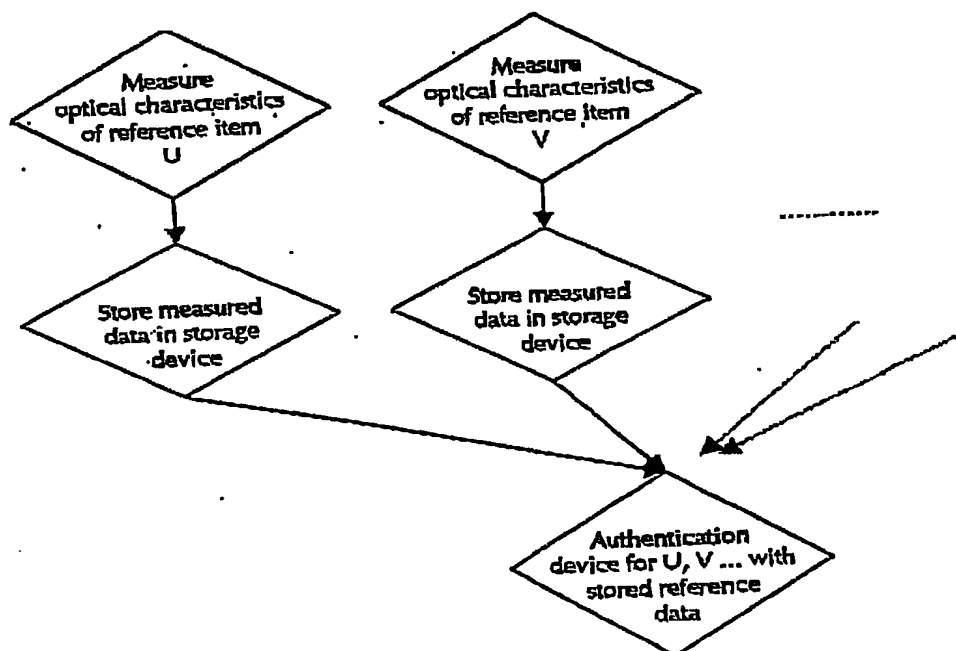 Measure
optical characteristics
of reference item
U
Measure
optical characteristics
of reference item
V
Store measured
data in storage
device
Store measured
data in storage
device
Authentication
device for U, V ... with
stored reference
data